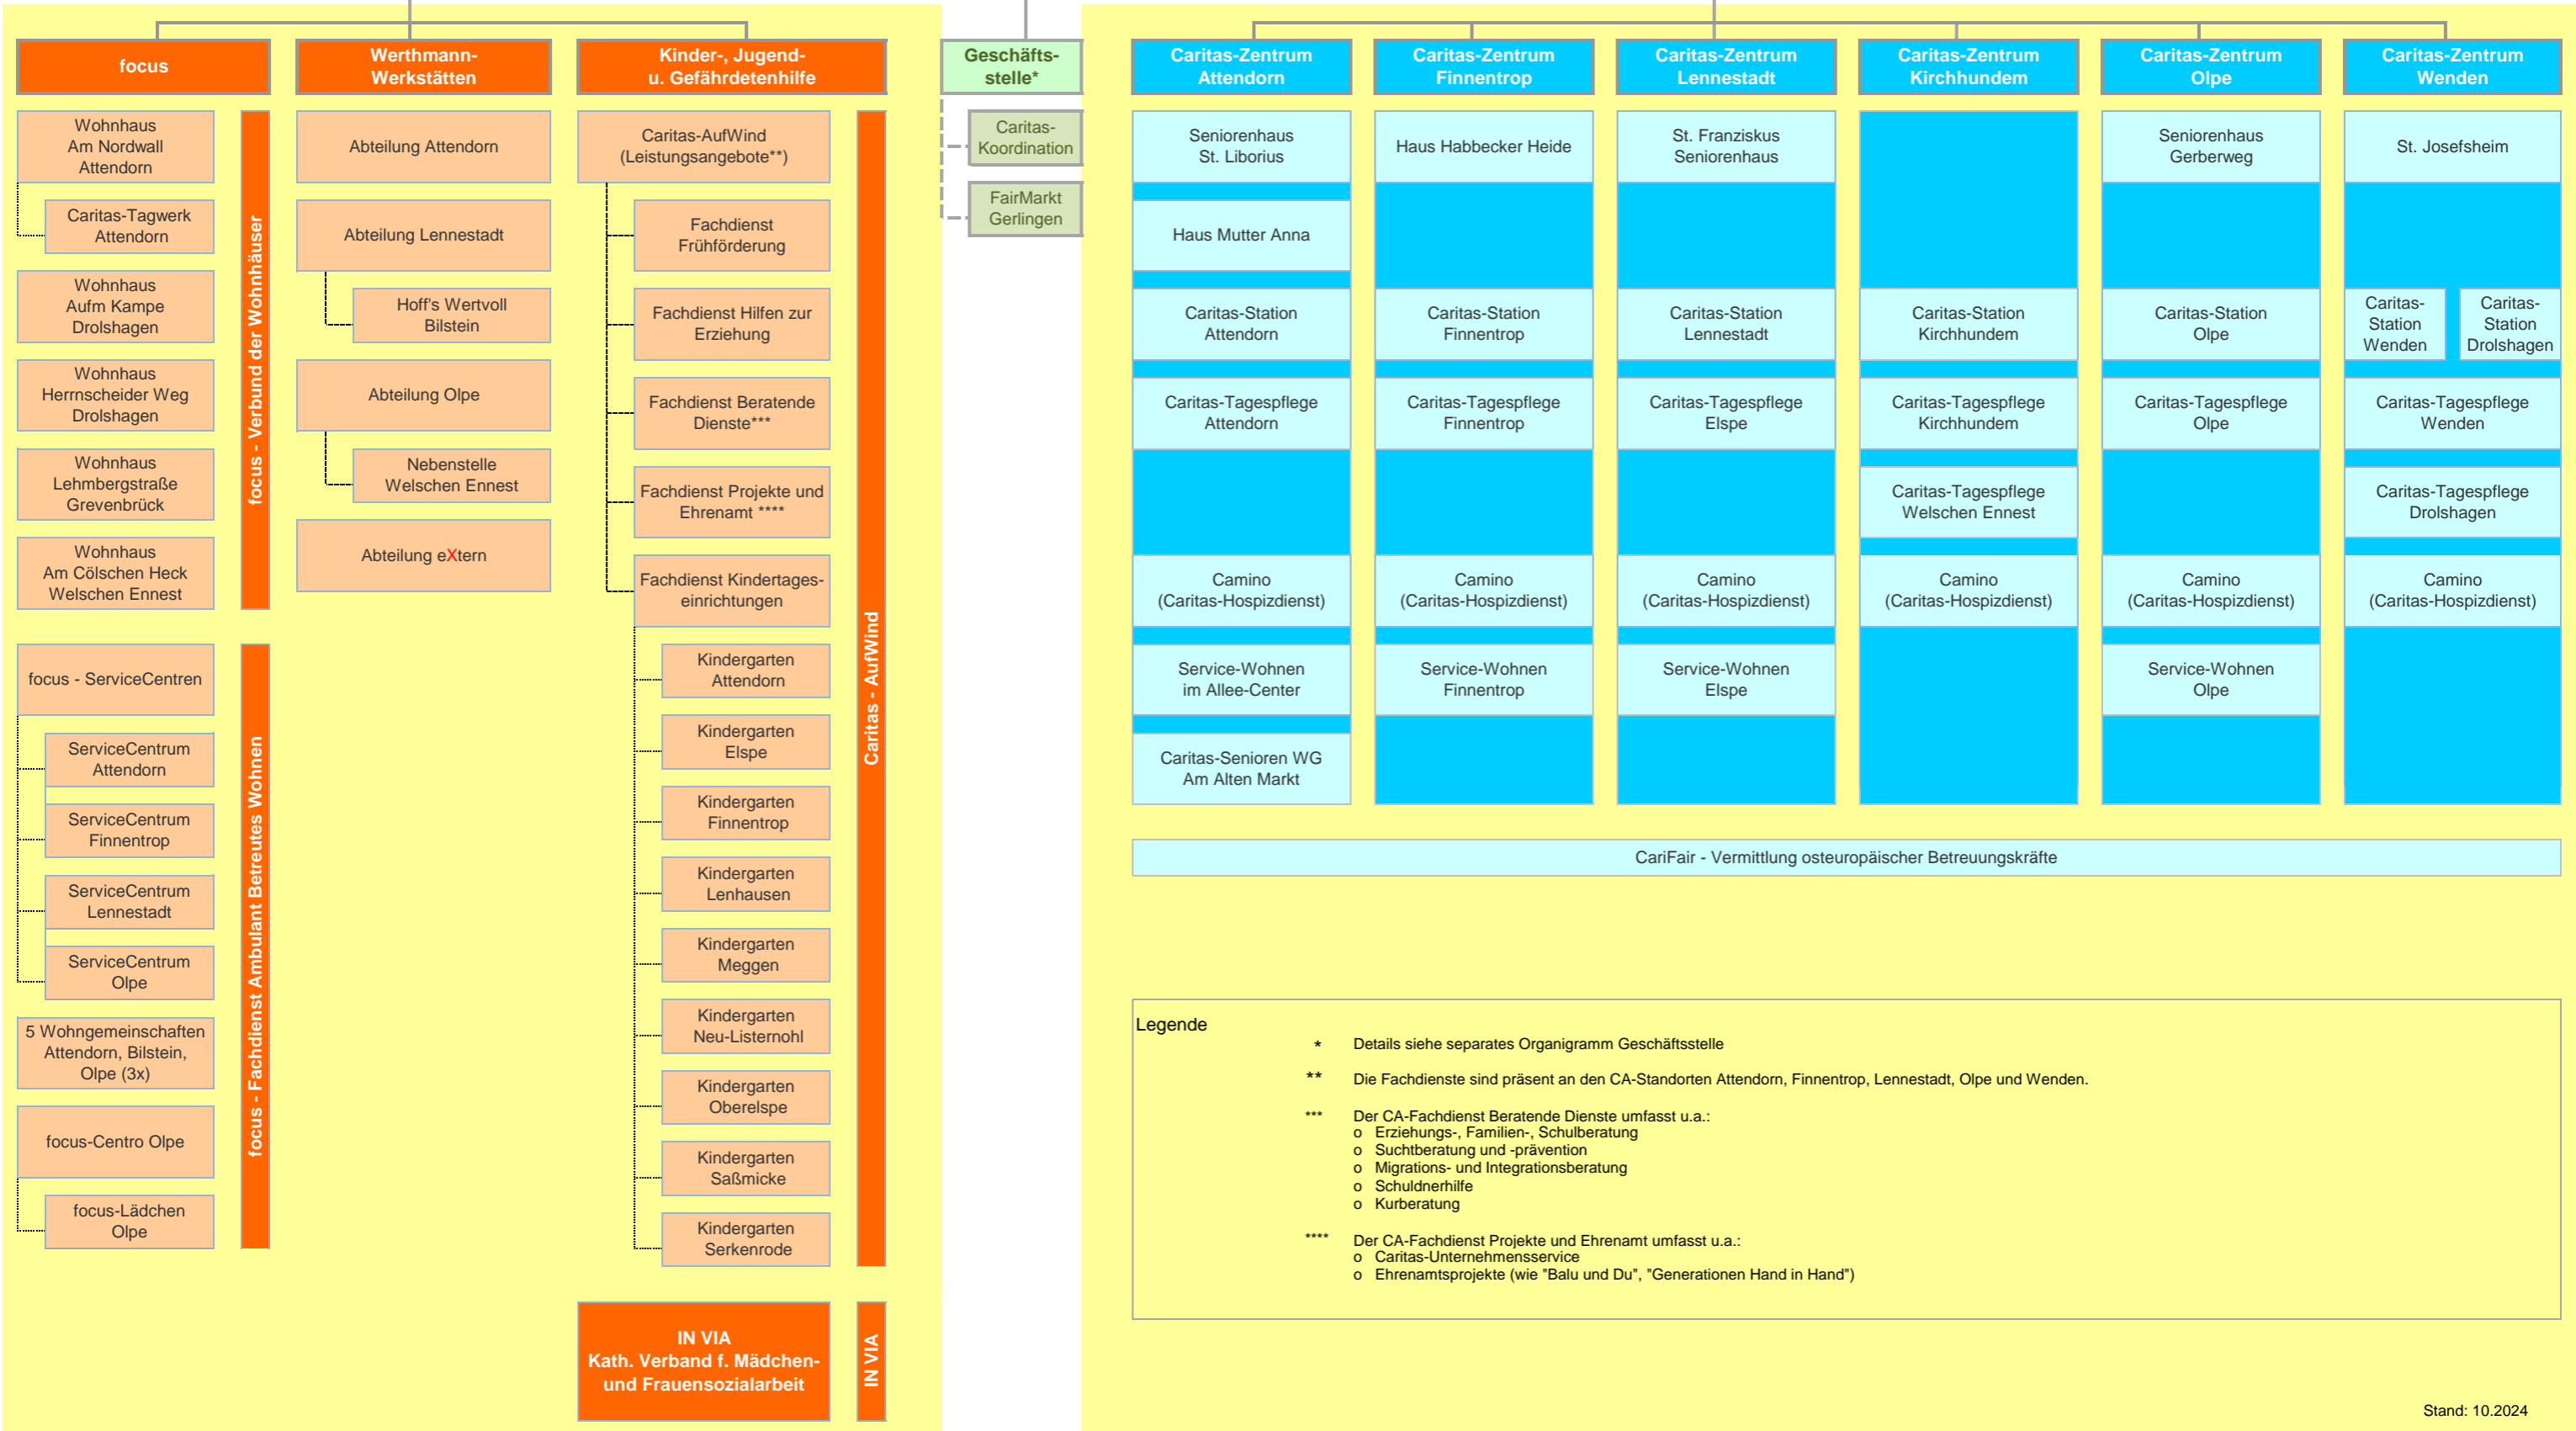 focus
Wohnhaus
Am Nordwall
Attendorn
Caritas-Tagwerk
Attendorn
Wohnhaus
Aufm Kampe
Drolshagen
Wohnhaus
Herrnscheider Weg
Drolshagen
Wohnhaus
Lehmbergstraße
Grevenbrück
Wohnhaus
Am Cölschen Heck
Welschen Ennest
focus - Verbund der Wohnhäuser
focus - ServiceCentren
ServiceCentrum
Attendorn
ServiceCentrum
Finnentrop
ServiceCentrum
Lennestadt
ServiceCentrum
Olpe
5 Wohngemeinschaften
Attendorn, Bilstein,
Olpe (3x)
focus-Centro Olpe
focus-Lädchen
Olpe
focus - Fachdienst Ambulant Betreutes Wohnen
Werthmann-
Werkstätten
Abteilung Attendorn
Abteilung Lennestadt
Hoff's Wertvoll
Bilstein
Abteilung Olpe
Nebenstelle
Welschen Ennest
Abteilung eXtern
Kinder-, Jugend-
u. Gefährdetenhilfe
Caritas-AufWind
(Leistungsangebote**)
Fachdienst
Frühförderung
Fachdienst Hilfen zur
Erziehung
Fachdienst Beratende
Dienste***
Fachdienst Projekte und
Ehrenamt ****
Fachdienst Kindertages-
einrichtungen
Kindergarten
Attendorn
Kindergarten
Elspe
Kindergarten
Finnentrop
Kindergarten
Lenhausen
Kindergarten
Meggen
Kindergarten
Neu-Listernohl
Kindergarten
Oberelspe
Kindergarten
Saßmicke
Kindergarten
Serkenrode
Caritas - AufWind
IN VIA
Kath. Verband f. Mädchen-
und Frauensozialarbeit
IN VIA
Geschäfts-
stelle*
Caritas-
Koordination
FairMarkt
Gerlingen
Caritas-Zentrum
Attendorn
Seniorenhaus
St. Liborius
Haus Mutter Anna
Caritas-Station
Attendorn
Caritas-Tagespflege
Attendorn
Camino
(Caritas-Hospizdienst)
Service-Wohnen
im Allee-Center
Caritas-Senioren WG
Am Alten Markt
Caritas-Zentrum
Finnentrop
Haus Habbecker Heide
Caritas-Station
Finnentrop
Caritas-Tagespflege
Finnentrop
Camino
(Caritas-Hospizdienst)
Service-Wohnen
Finnentrop
Caritas-Zentrum
Lennestadt
St. Franziskus
Seniorenhaus
Caritas-Station
Lennestadt
Caritas-Tagespflege
Elspe
Camino
(Caritas-Hospizdienst)
Service-Wohnen
Elspe
Caritas-Zentrum
Kirchhundem
Caritas-Station
Kirchhundem
Caritas-Tagespflege
Kirchhundem
Caritas-Tagespflege
Welschen Ennest
Camino
(Caritas-Hospizdienst)
Caritas-Zentrum
Olpe
Seniorenhaus
Gerberweg
Caritas-Station
Olpe
Caritas-Tagespflege
Olpe
Camino
(Caritas-Hospizdienst)
Service-Wohnen
Olpe
Caritas-Zentrum
Wenden
St. Josefsheim
Caritas-
Station
Wenden
Caritas-
Station
Drolshagen
Caritas-Tagespflege
Wenden
Caritas-Tagespflege
Drolshagen
Camino
(Caritas-Hospizdienst)
CariFair - Vermittlung osteuropäischer Betreuungskräfte
Legende
* Details siehe separates Organigramm Geschäftsstelle
** Die Fachdienste sind präsent an den CA-Standorten Attendorn, Finnentrop, Lennestadt, Olpe und Wenden.
*** Der CA-Fachdienst Beratende Dienste umfasst u.a.:
o Erziehungs-, Familien-, Schulberatung
o Suchtberatung und -prävention
o Migrations- und Integrationsberatung
o Schuldnerhilfe
o Kurberatung
**** Der CA-Fachdienst Projekte und Ehrenamt umfasst u.a.:
o Caritas-Unternehmensservice
o Ehrenamtsprojekte (wie "Balu und Du", "Generationen Hand in Hand")
Stand: 10.2024